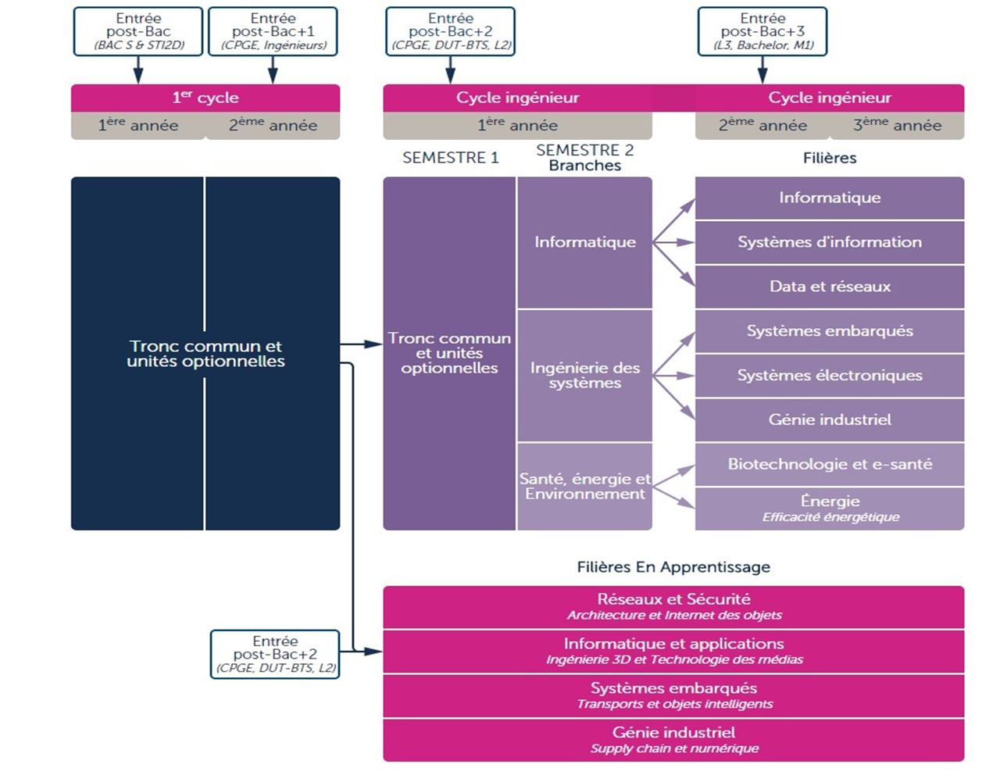 Entrée
post-Bac
(BAC S & STI2D)
Entrée
post-Bac+1
(CPGE, Ingénieurs)
Entrée
post-Bac+2
(CPGE, DUT-BTS, L2)
Entrée
post-Bac+3
(L3, Bachelor, M1)
1er cycle
Cycle ingénieur
Cycle ingénieur
1ère année
2ème année
1ère année
2ème année
3ème année
SEMESTRE 1
SEMESTRE 2
Branches
Filières
Tronc commun et
unités optionnelles
Tronc commun
et unités
optionnelles
Informatique
Ingénierie des
systèmes
Santé, énergie et
Environnement
Informatique
Systèmes d'information
Data et réseaux
Systèmes embarqués
Systèmes électroniques
Génie industriel
Biotechnologie et e-santé
Énergie
Efficacité énergétique
Filières En Apprentissage
Entrée
post-Bac+2
(CPGE, DUT-BTS, L2)
Réseaux et Sécurité
Architecture et Internet des objets
Informatique et applications
Ingénierie 3D et Technologie des médias
Systèmes embarqués
Transports et objets intelligents
Génie industriel
Supply chain et numérique